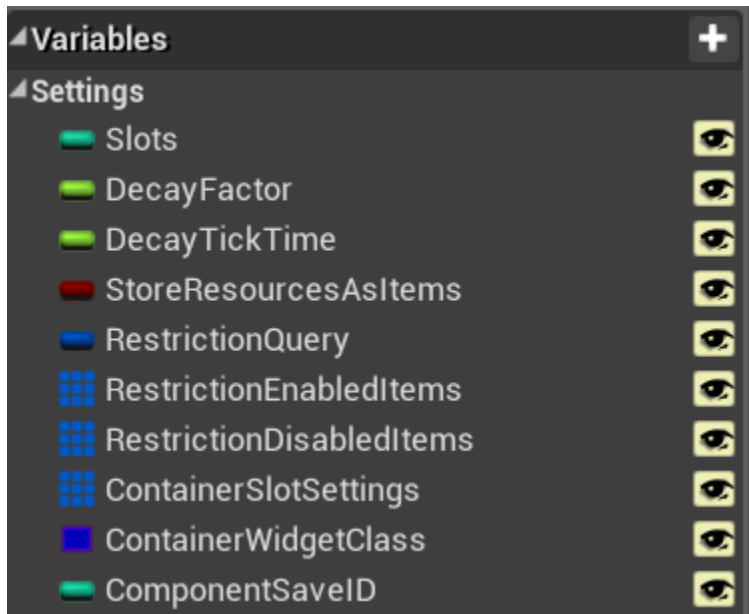 Variables
Settings
Slots
DecayFactor
DecayTickTime
StoreResourcesAsItems
RestrictionQuery
RestrictionEnabledItems
RestrictionDisabledItems
ContainerSlotSettings
ContainerWidgetClass
ComponentSaveID